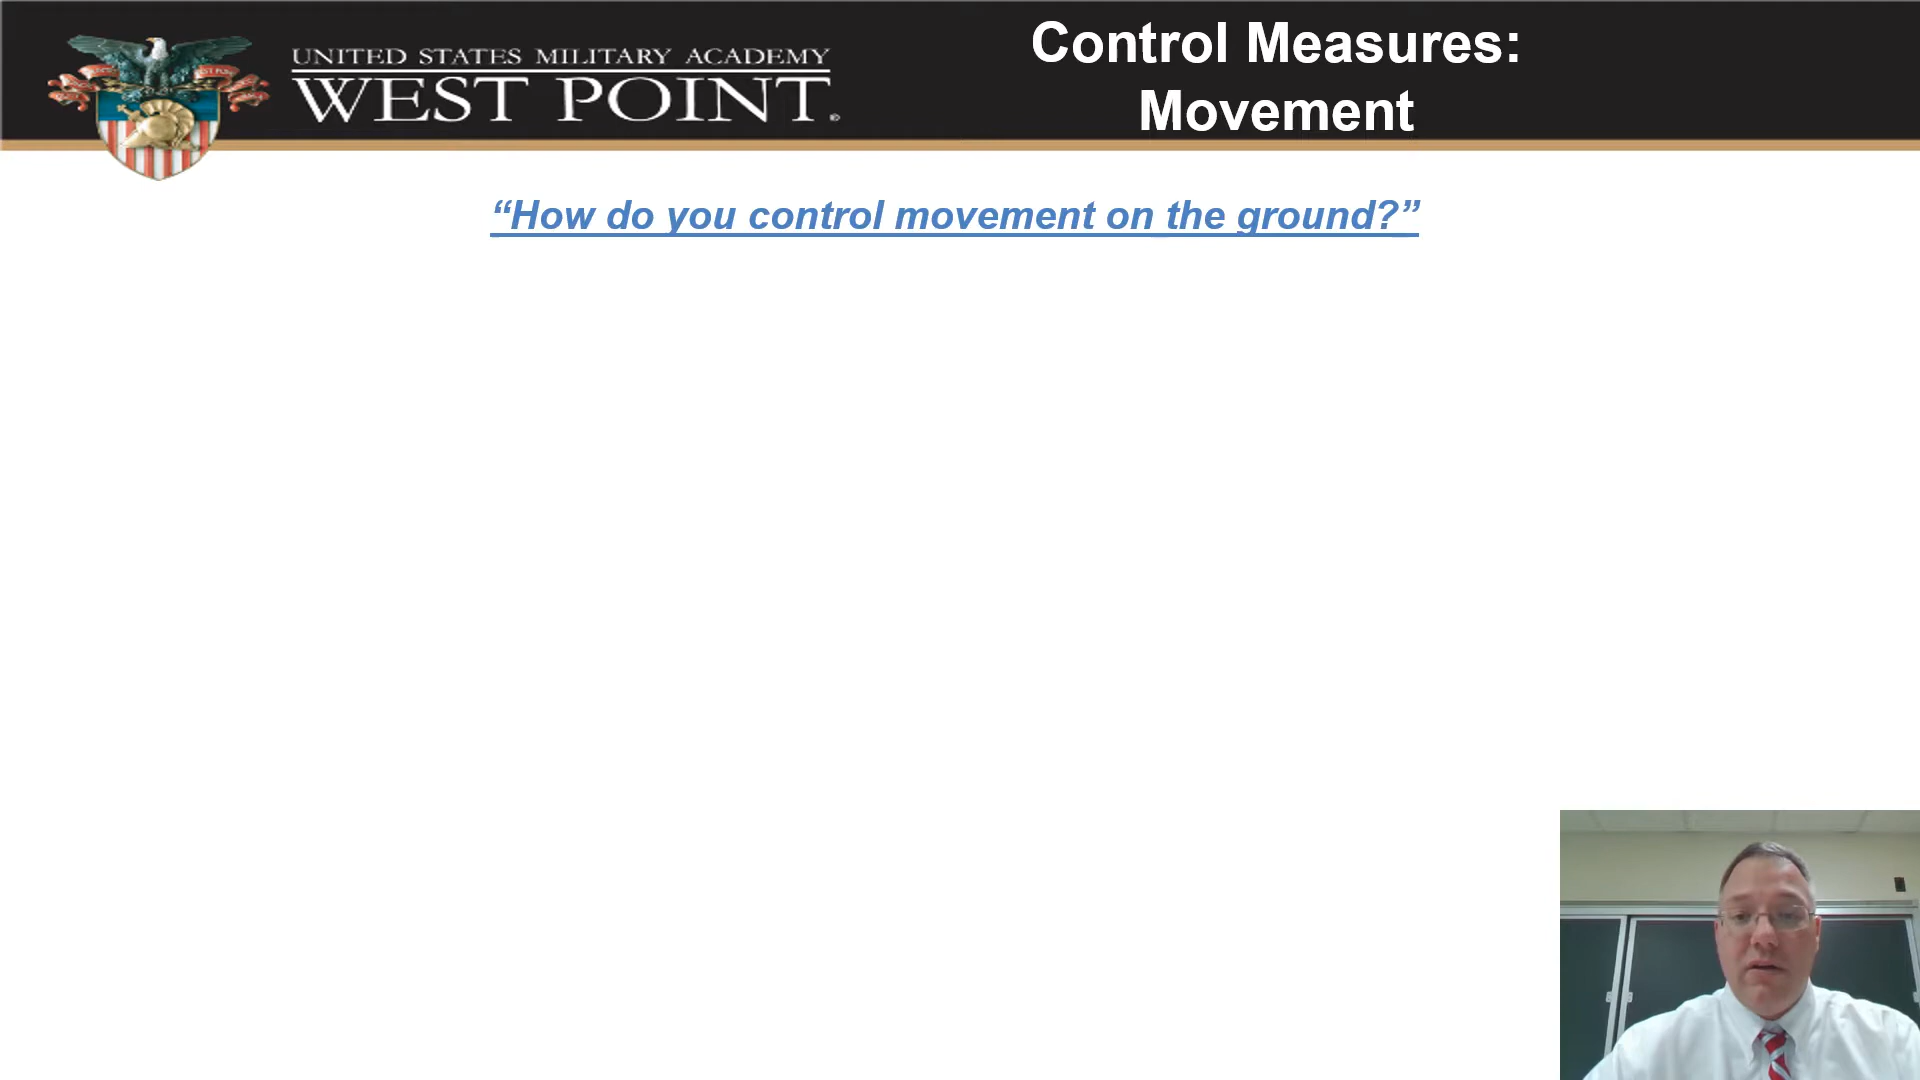 UNITED STATES MILITARY ACADEMY
WEST POINT.
Control Measures:
Movement
“How do you control movement on the ground?”